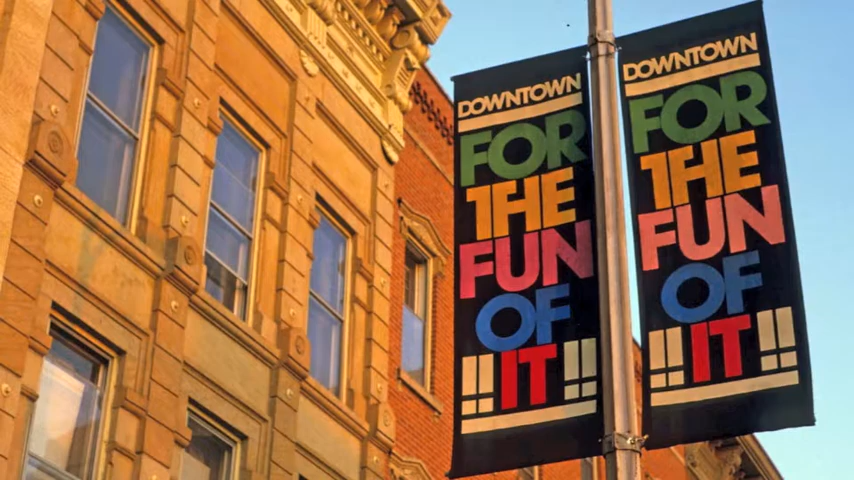 DOWNTOWN
FOR
THE
FUN
OF
!! IT !!
DOWNTOWN
FOR
THE
FUN
OF
!! IT !!